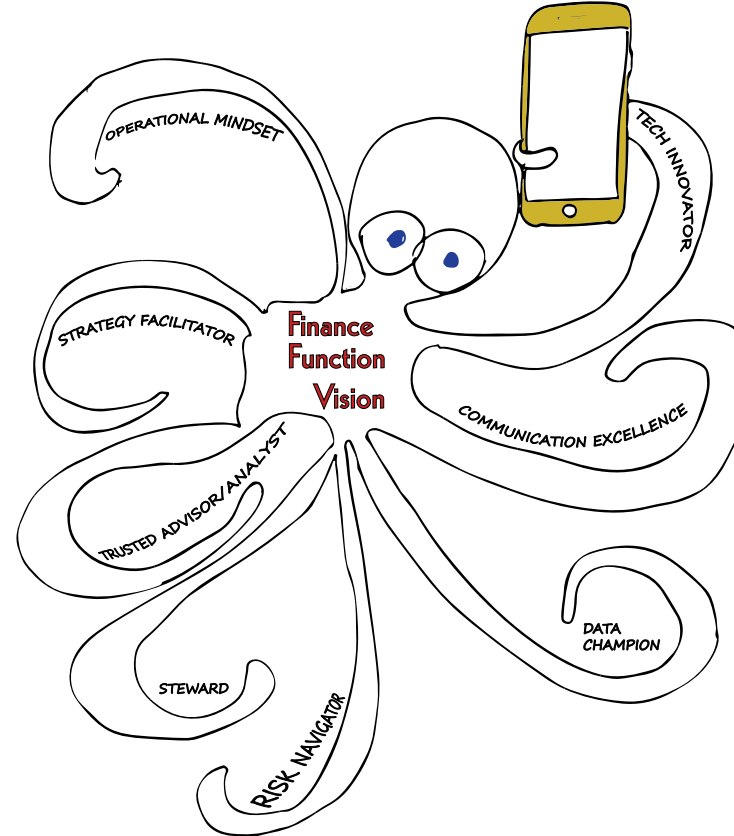 OPERATIONAL MINDSET
TECH INNOVATOR
STRATEGY FACILITATOR
Finance
Function
Vision
COMMUNICATION EXCELLENCE
TRUSTED ADVISOR/ANALYST
DATA
CHAMPION
STEWARD
RISK NAVIGATOR